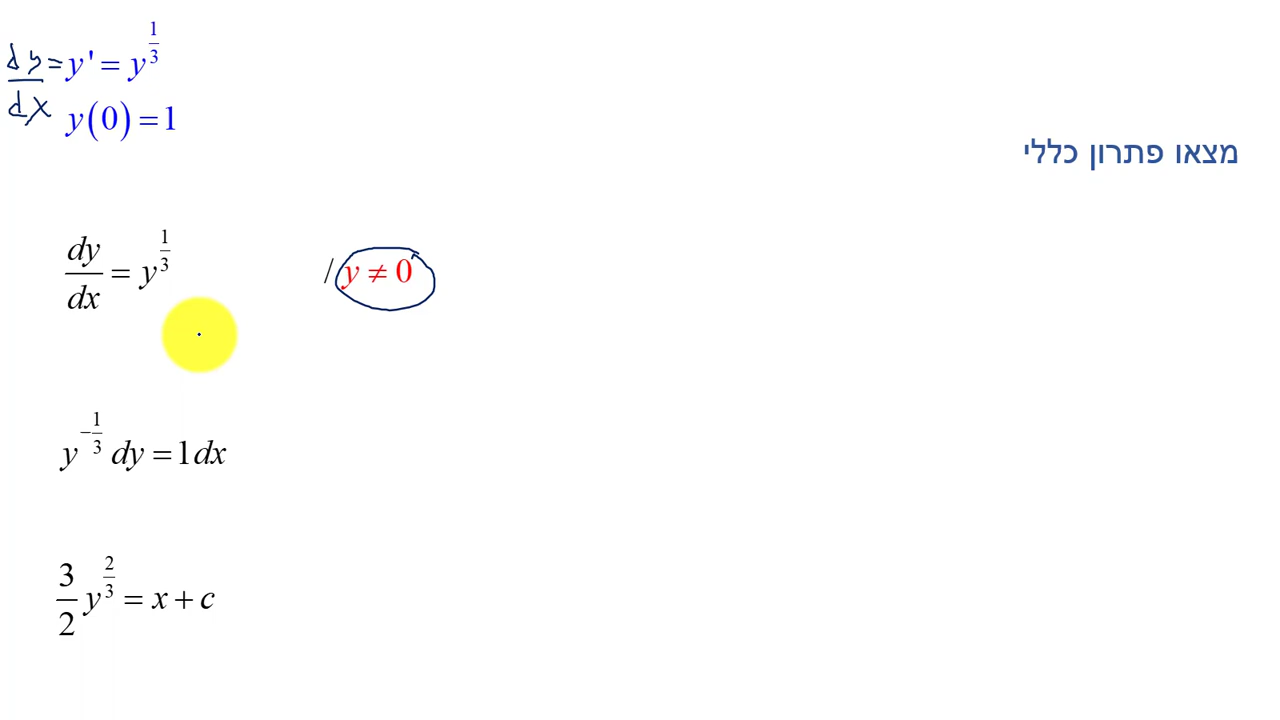 dy/dx = y' = y^(1/3)
y(0) = 1
מצאו פתרון כללי
dy/dx = y^(1/3) / y ≠ 0
y^(-1/3) dy = 1dx
3/2 y^(2/3) = x + c